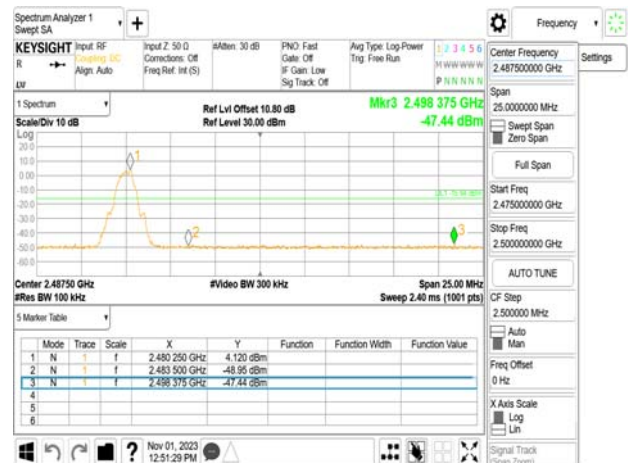 Spectrum Analyzer 1
Swept SA
Frequency
KEYSIGHT
R
Input: RF
Coupling: DC
Align: Auto
Input Z: 50 Ω
Corrections: Off
Freq Ref: Int (S)
#Atten: 30 dB
PNO: Fast
Gate: Off
IF Gain: Low
Sig Track: Off
Avg Type: Log-Power
Trig: Free Run
1 2 3 4 5 6
M W W W W W
P N N N N N
Settings
1 Spectrum
Scale/Div 10 dB
Log
Ref Lvl Offset 10.80 dB
Ref Level 30.00 dBm
Mkr3 2.498 375 GHz
-47.44 dBm
20.0
10.0
0.00
-10.0
-20.0
-30.0
-40.0
-50.0
-60.0
1
2
3
Center 2.48750 GHz
#Res BW 100 kHz
#Video BW 300 kHz
Span 25.00 MHz
Sweep 2.40 ms (1001 pts)
5 Marker Table
Mode Trace Scale X Y Function Function Width Function Value
1 N 1 f 2.480 250 GHz 4.120 dBm
2 N 1 f 2.483 500 GHz -48.95 dBm
3 N 1 f 2.498 375 GHz -47.44 dBm
4
5
6
Nov 01, 2023
12:51:29 PM
Center Frequency
2.487500000 GHz
Span
25.0000000 MHz
Swept Span
Zero Span
Full Span
Start Freq
2.475000000 GHz
Stop Freq
2.500000000 GHz
AUTO TUNE
CF Step
2.500000 MHz
Auto
Man
Freq Offset
0 Hz
X Axis Scale
Log
Lin
Signal Track
(Span Zoom)